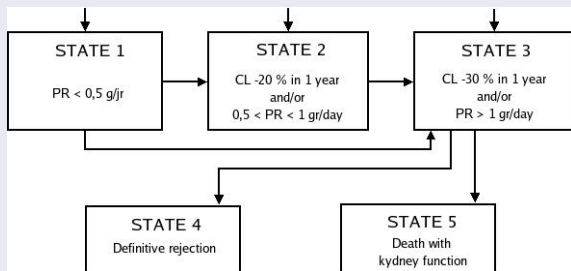 STATE 1
PR < 0,5 g/jr
STATE 2
CL -20 % in 1 year
and/or
0,5 < PR < 1 gr/day
STATE 3
CL -30 % in 1 year
and/or
PR > 1 gr/day
STATE 4
Definitive rejection
STATE 5
Death with
kydney function